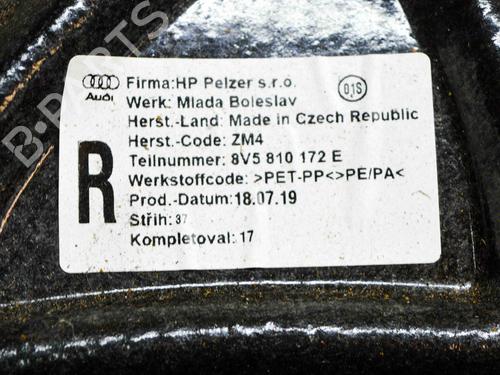 Firma:HP Pelzer s.r.o.
Audi
Werk: Mlada Boleslav
01S
Herst.-Land: Made in Czech Republic
Herst.-Code: ZM4
R
Teilnummer: 8V5 810 172 E
Werkstoffcode: >PET-PP<>PE/PA<
Prod.-Datum:18.07.19
Střih: 37
Kompletoval: 17
B-PARTS